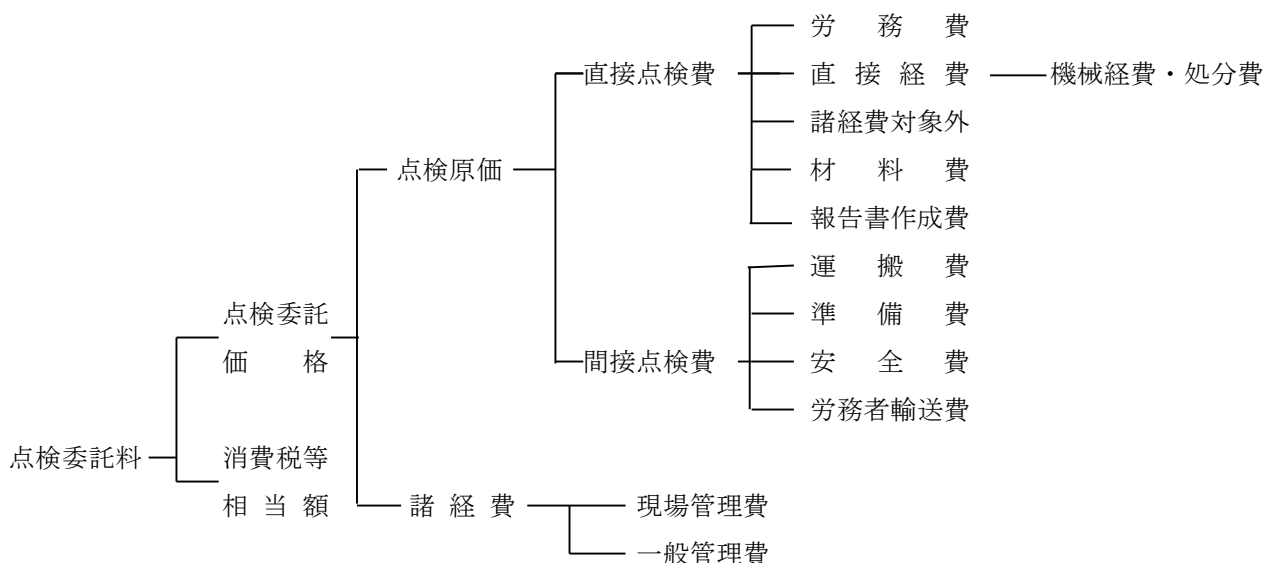 労務費
直接点検費
直接経費
機械経費・処分費
諸経費対象外
点検原価
材料費
報告書作成費
運搬費
点検委託
準備費
価格
間接点検費
安全費
労務者輸送費
点検委託料
消費税等
相当額
諸経費
現場管理費
一般管理費